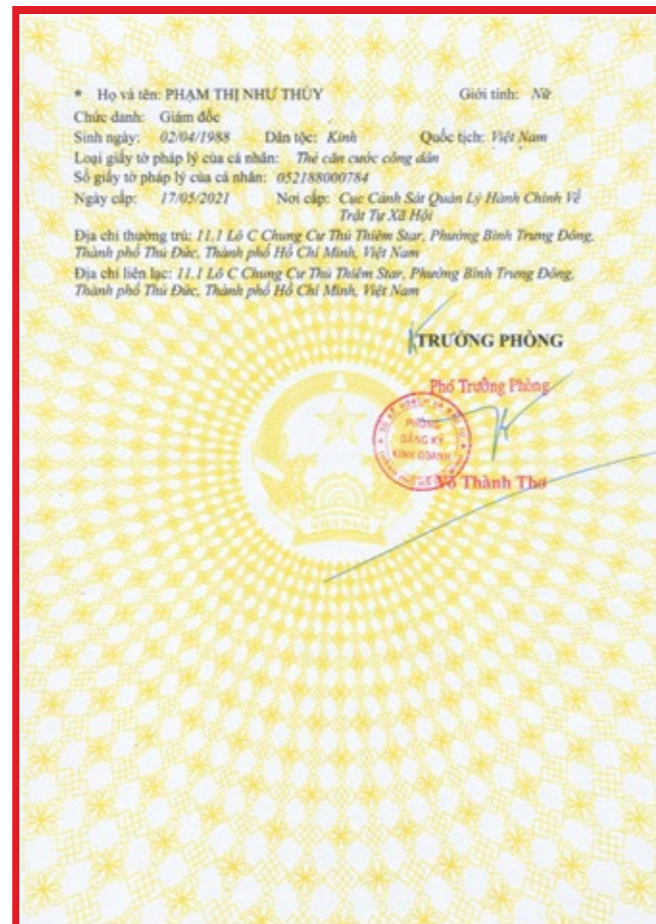 * Họ và tên: PHẠM THỊ NHƯ THỦY Giới tính: Nữ
Chức danh: Giám đốc
Sinh ngày: 02/04/1988 Dân tộc: Kinh Quốc tịch: Việt Nam
Loại giấy tờ pháp lý của cá nhân: Thẻ căn cước công dân
Số giấy tờ pháp lý của cá nhân: 052188000784
Ngày cấp: 17/05/2021 Nơi cấp: Cục Cảnh Sát Quản Lý Hành Chính Về
Trật Tự Xã Hội
Địa chỉ thường trú: 11.1 Lô C Chung Cư Thủ Thiêm Star, Phường Bình Trưng Đông,
Thành phố Thủ Đức, Thành phố Hồ Chí Minh, Việt Nam
Địa chỉ liên lạc: 11.1 Lô C Chung Cư Thủ Thiêm Star, Phường Bình Trưng Đông,
Thành phố Thủ Đức, Thành phố Hồ Chí Minh, Việt Nam
TRƯỞNG PHÒNG
Phó Trưởng Phòng
PHÒNG
ĐĂNG KÝ
KINH DOANH
Võ Thành Thơ
VIỆT NAM